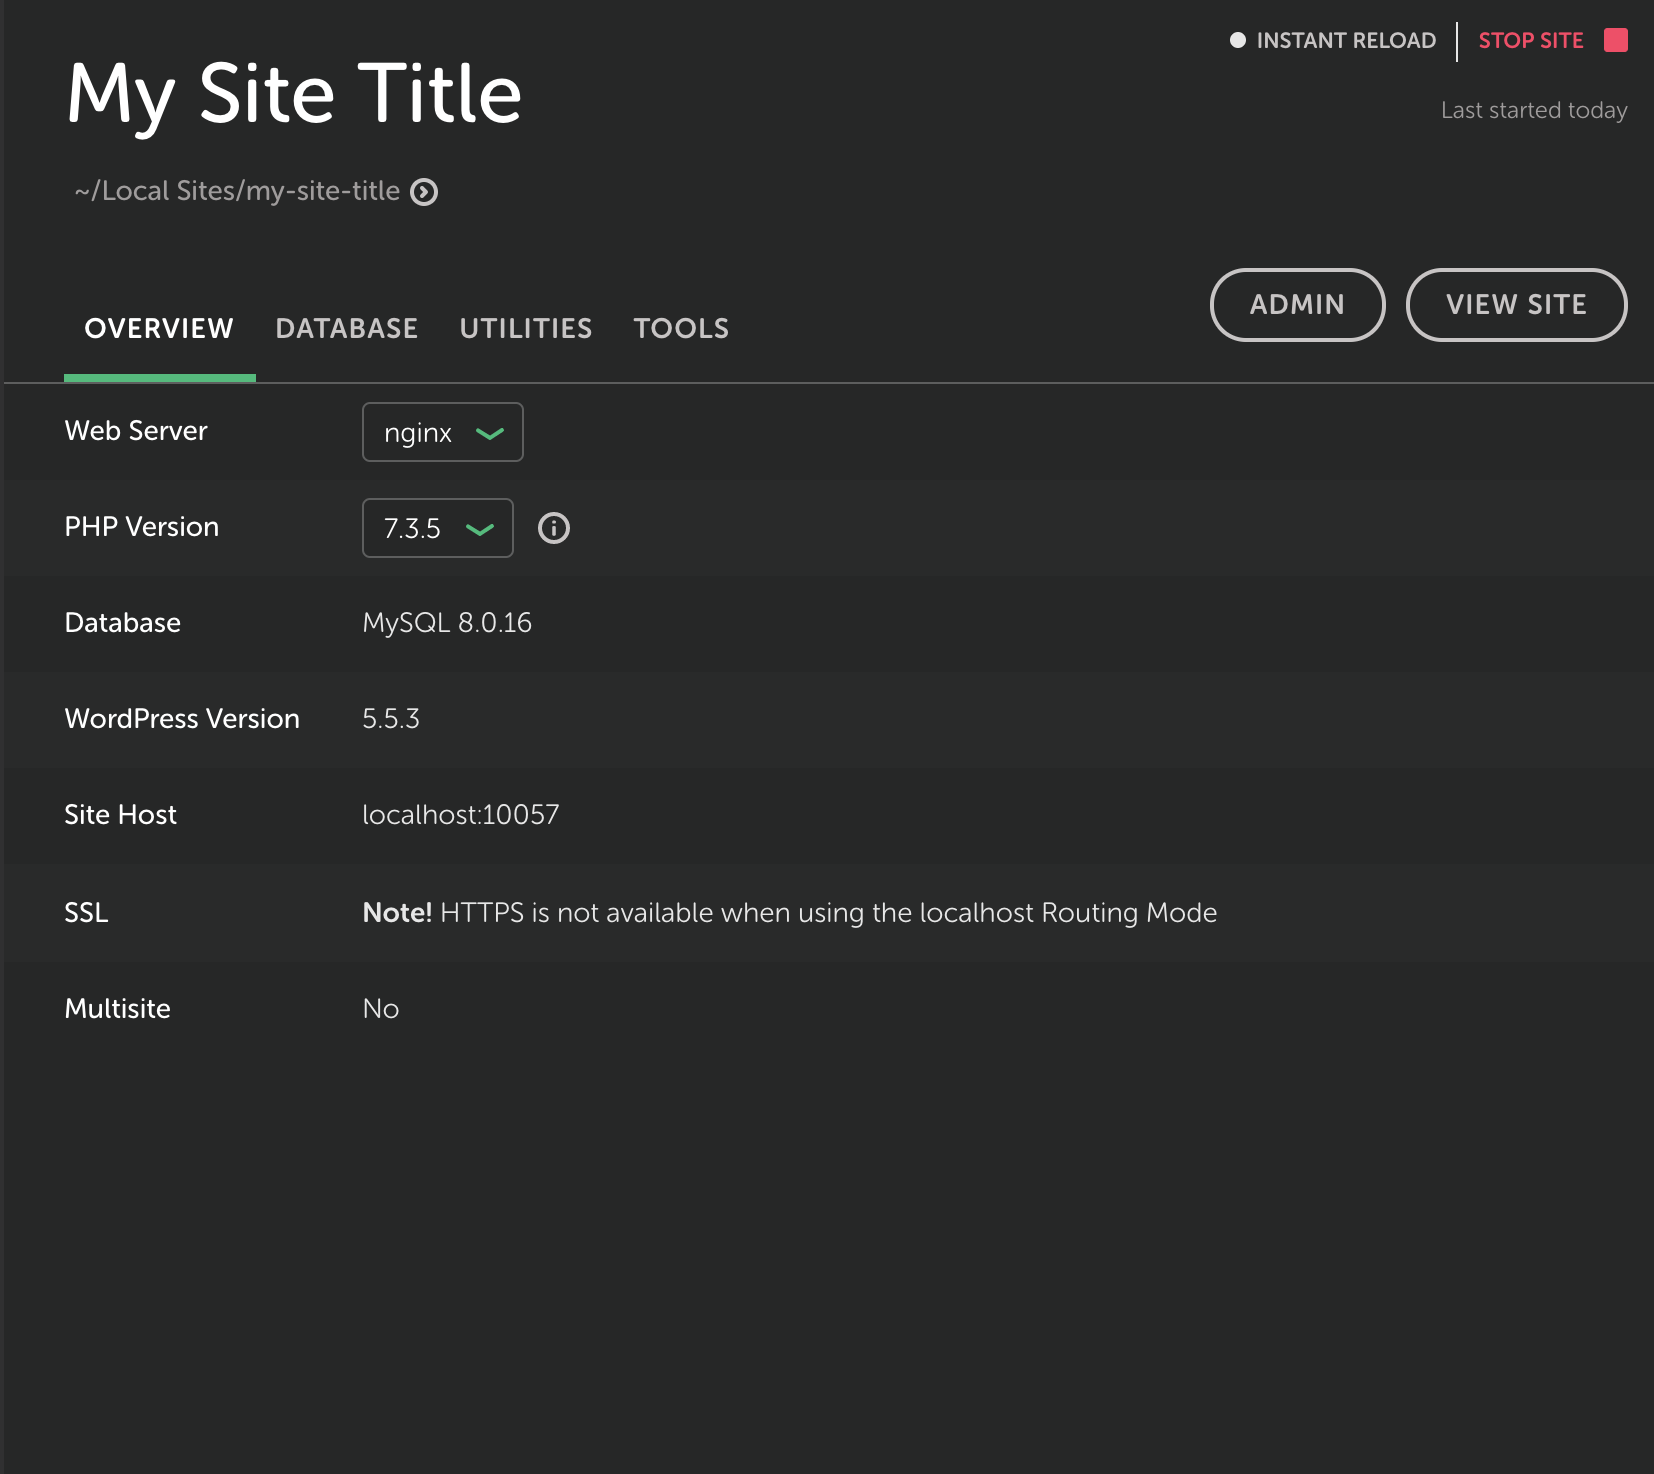 INSTANT RELOAD
STOP SITE
My Site Title
Last started today
~/Local Sites/my-site-title
ADMIN
VIEW SITE
OVERVIEW
DATABASE
UTILITIES
TOOLS
Web Server
nginx
PHP Version
7.3.5
Database
MySQL 8.0.16
WordPress Version
5.5.3
Site Host
localhost:10057
SSL
Note! HTTPS is not available when using the localhost Routing Mode
Multisite
No